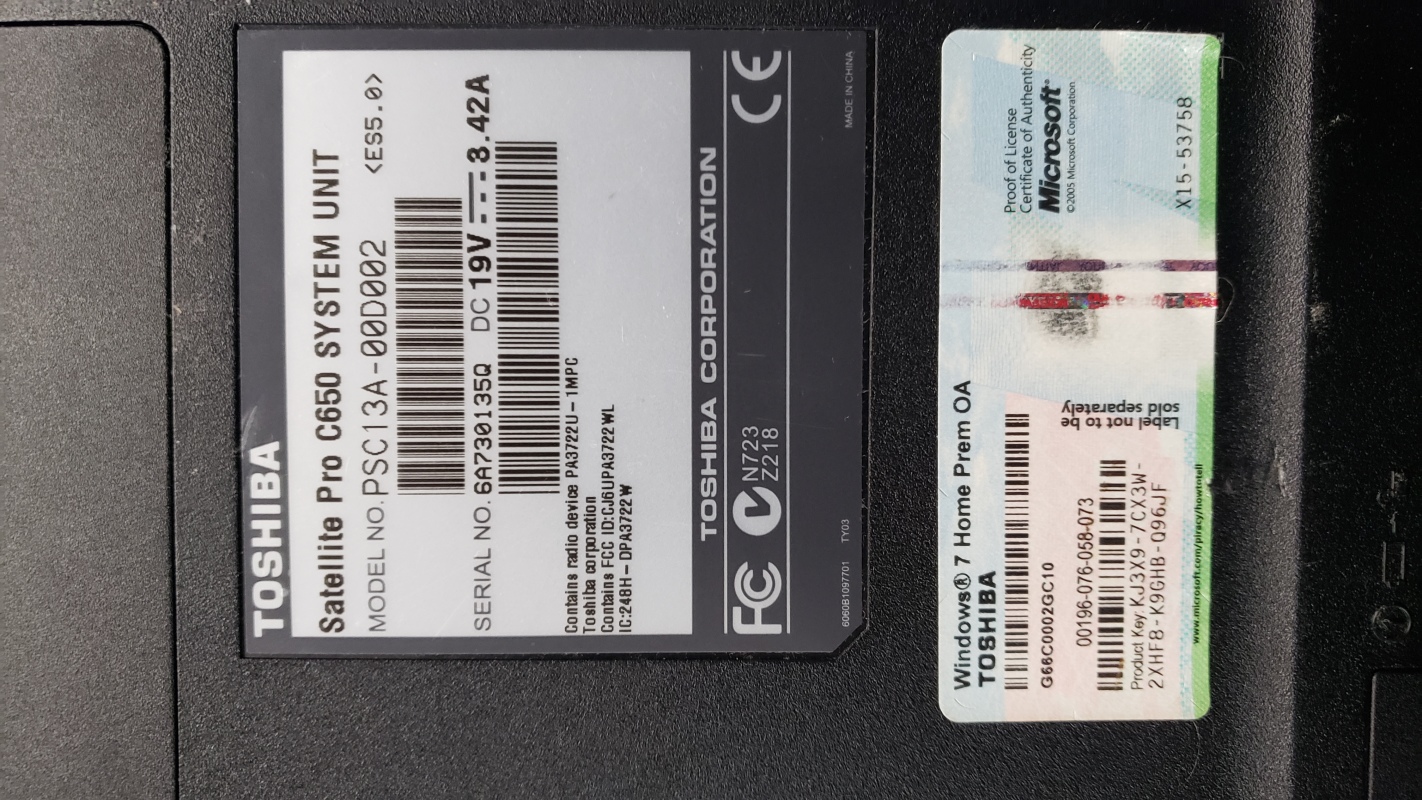 TOSHIBA
Satellite Pro C650 SYSTEM UNIT
MODEL NO.PSC13A-00D002 <ES5.0>
SERIAL NO.6A730135Q DC 19V 3.42A
Contains radio device PA3722U-1MPC
Toshiba corporation
Contains FCC ID:CJ6UPA3722WL
IC:248H-DPA3722W
TOSHIBA CORPORATION
FC N723 CE
Z218
6060B1097701 TY03 MADE IN CHINA
Windows® 7 Home Prem OA
TOSHIBA
G66C0002GC10
00196-076-058-073
Product Key: KJ3X9-7CX3W-
2XHF8-K9GHB-Q96JF
www.microsoft.com/piracy/howtotell
Label not to be
sold separately
Proof of License
Certificate of Authenticity
Microsoft®
©2005 Microsoft Corporation
X15-53758